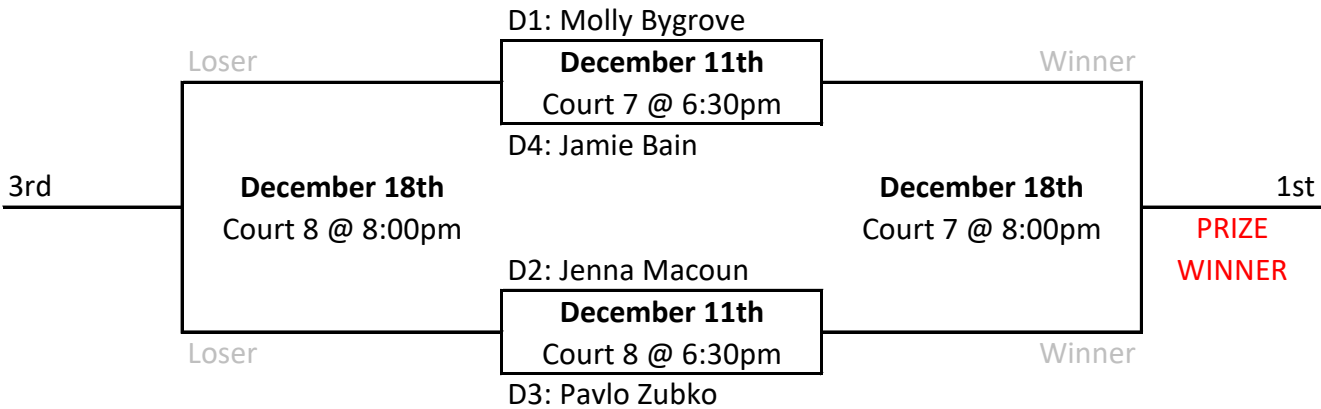 D1: Molly Bygrove
Loser
December 11th
Winner
Court 7 @ 6:30pm
D4: Jamie Bain
3rd
December 18th
December 18th
1st
Court 8 @ 8:00pm
Court 7 @ 8:00pm
PRIZE
WINNER
D2: Jenna Macoun
December 11th
Loser
Court 8 @ 6:30pm
Winner
D3: Pavlo Zubko